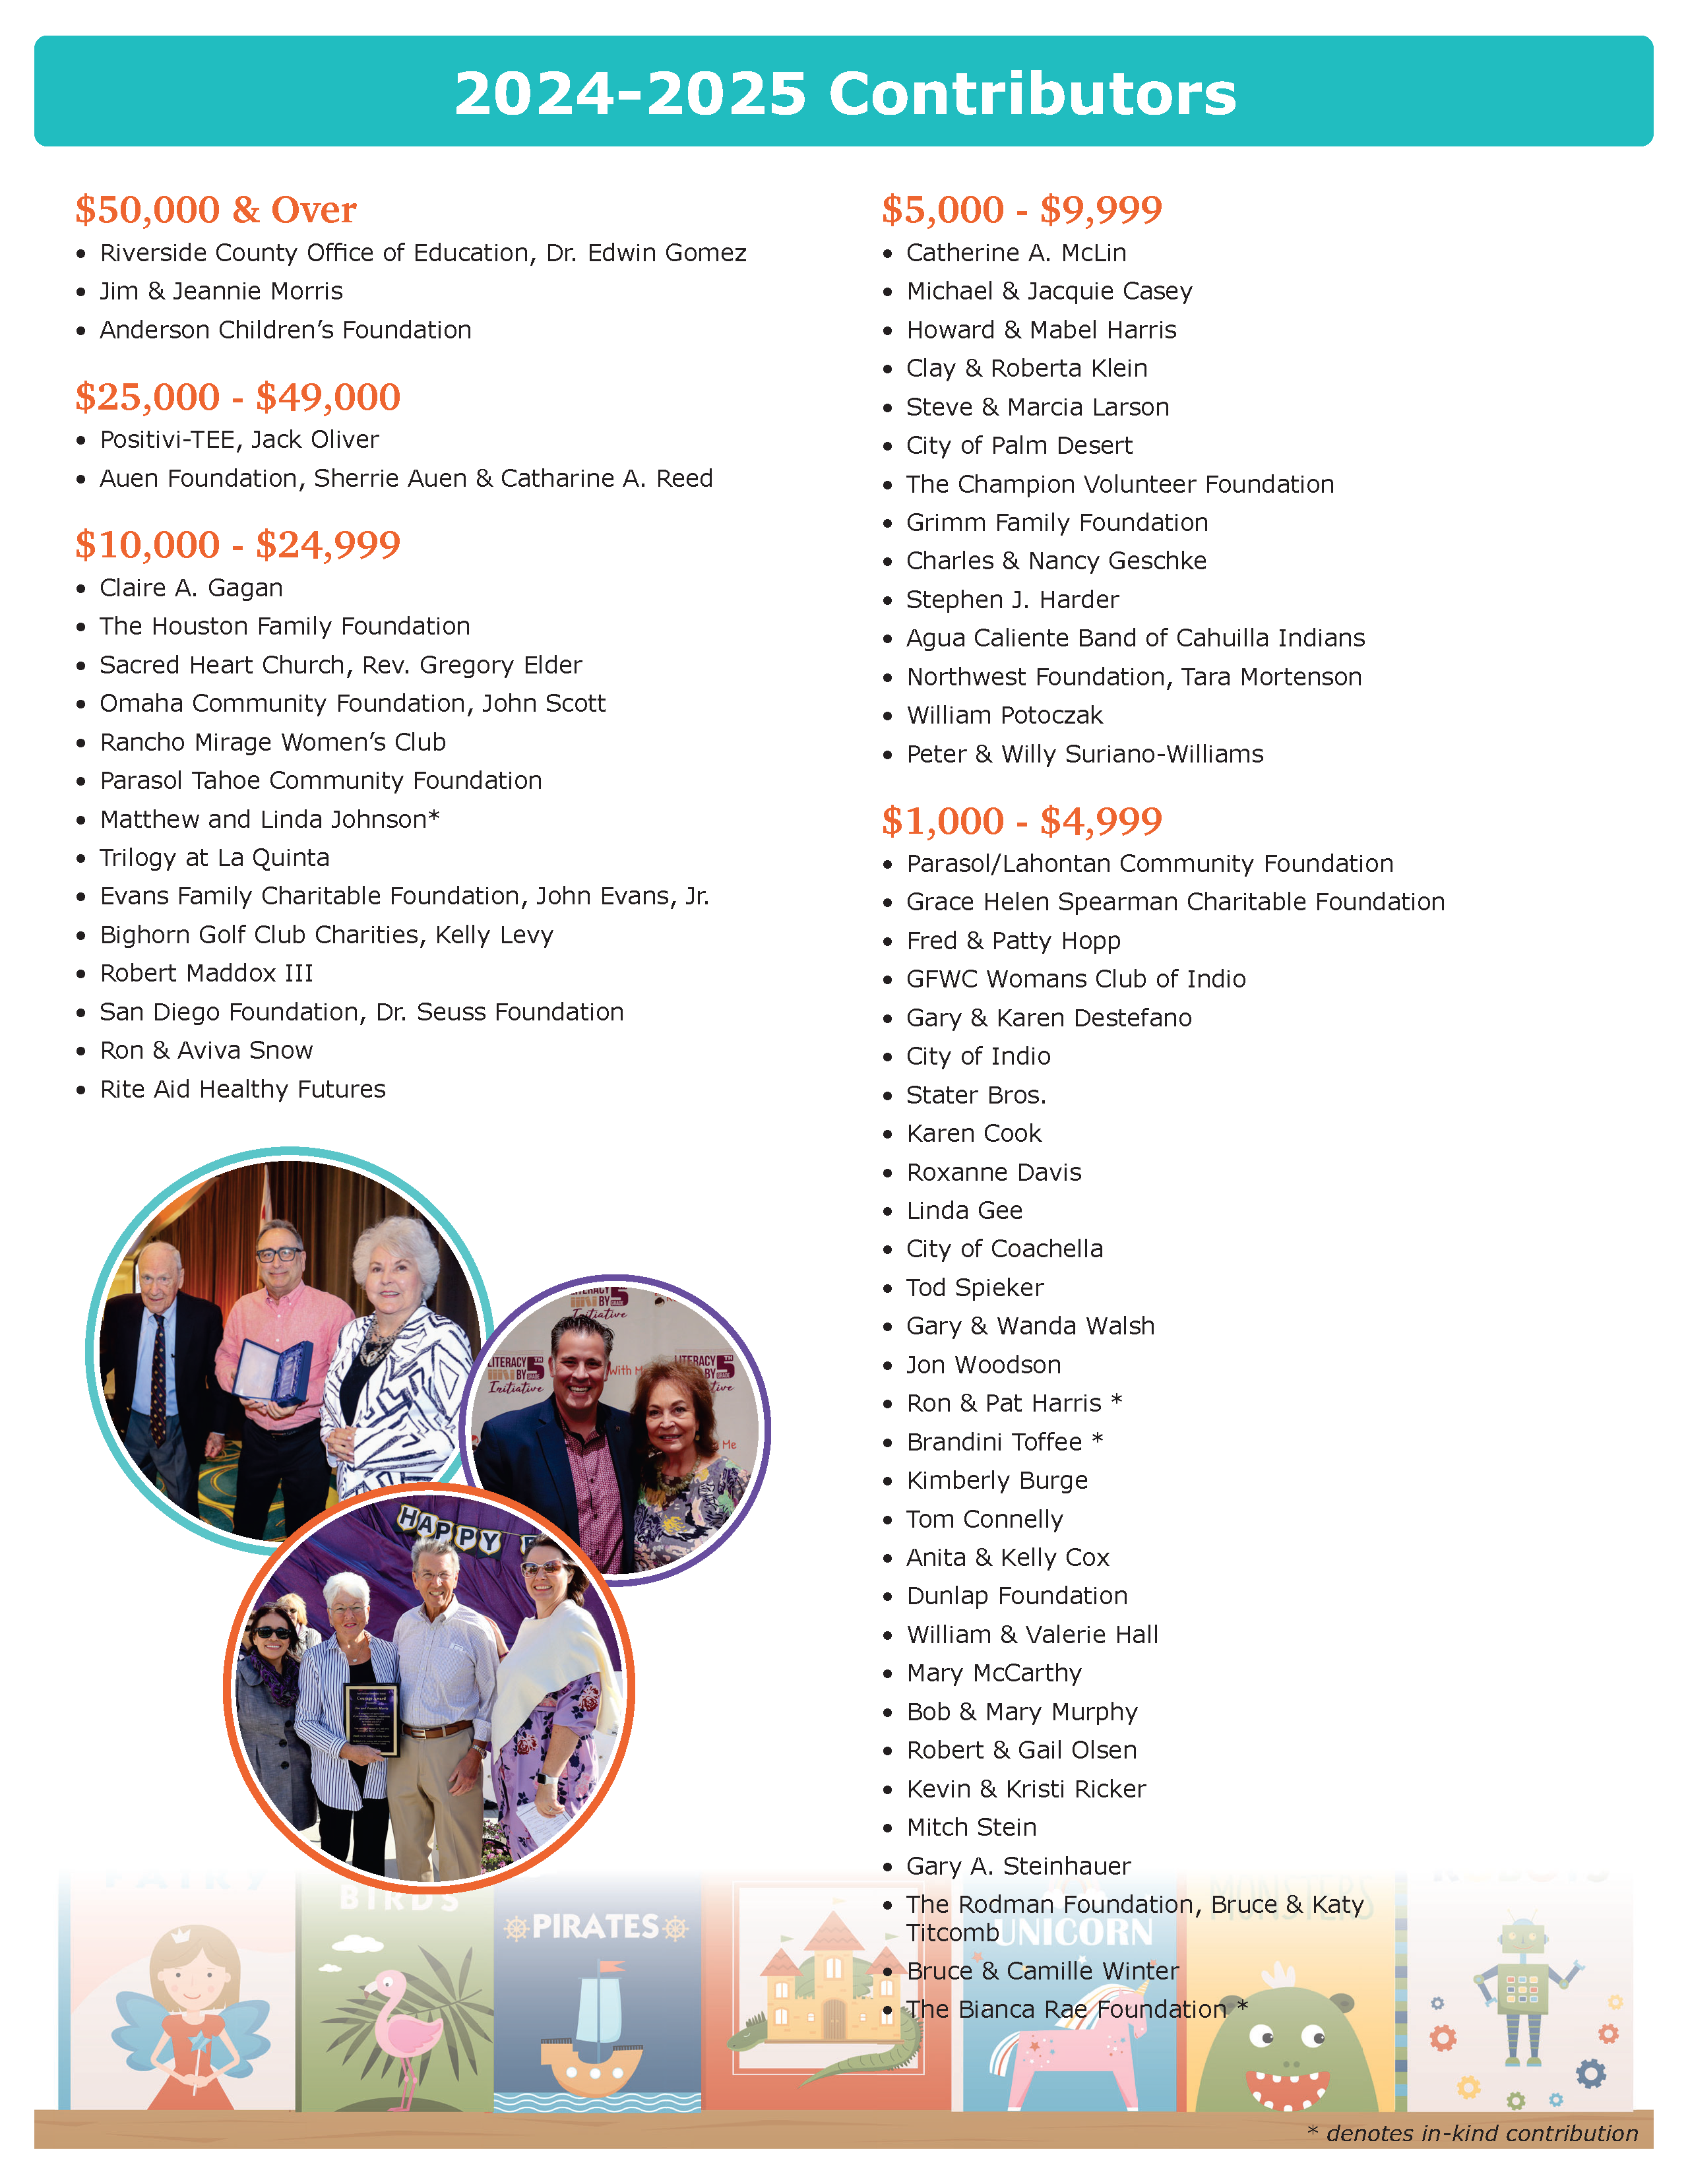 2024-2025 Contributors
$50,000 & Over
• Riverside County Office of Education, Dr. Edwin Gomez
• Jim & Jeannie Morris
• Anderson Children’s Foundation
$25,000 - $49,000
• Positivi-TEE, Jack Oliver
• Auen Foundation, Sherrie Auen & Catharine A. Reed
$10,000 - $24,999
• Claire A. Gagan
• The Houston Family Foundation
• Sacred Heart Church, Rev. Gregory Elder
• Omaha Community Foundation, John Scott
• Rancho Mirage Women’s Club
• Parasol Tahoe Community Foundation
• Matthew and Linda Johnson*
• Trilogy at La Quinta
• Evans Family Charitable Foundation, John Evans, Jr.
• Bighorn Golf Club Charities, Kelly Levy
• Robert Maddox III
• San Diego Foundation, Dr. Seuss Foundation
• Ron & Aviva Snow
• Rite Aid Healthy Futures
$5,000 - $9,999
• Catherine A. McLin
• Michael & Jacquie Casey
• Howard & Mabel Harris
• Clay & Roberta Klein
• Steve & Marcia Larson
• City of Palm Desert
• The Champion Volunteer Foundation
• Grimm Family Foundation
• Charles & Nancy Geschke
• Stephen J. Harder
• Agua Caliente Band of Cahuilla Indians
• Northwest Foundation, Tara Mortenson
• William Potoczak
• Peter & Willy Suriano-Williams
$1,000 - $4,999
• Parasol/Lahontan Community Foundation
• Grace Helen Spearman Charitable Foundation
• Fred & Patty Hopp
• GFWC Womans Club of Indio
• Gary & Karen Destefano
• City of Indio
• Stater Bros.
• Karen Cook
• Roxanne Davis
• Linda Gee
• City of Coachella
• Tod Spieker
• Gary & Wanda Walsh
• Jon Woodson
• Ron & Pat Harris *
• Brandini Toffee *
• Kimberly Burge
• Tom Connelly
• Anita & Kelly Cox
• Dunlap Foundation
• William & Valerie Hall
• Mary McCarthy
• Bob & Mary Murphy
• Robert & Gail Olsen
• Kevin & Kristi Ricker
• Mitch Stein
• Gary A. Steinhauer
• The Rodman Foundation, Bruce & Katy
Titcomb
• Bruce & Camille Winter
• The Bianca Rae Foundation *
LITERACY
BY 5TH
Initiative
With M
LITERACY
BY 5TH
Me
HAPPY
Courage Award
FAIRY
BIRDS
PIRATES
UNICORN
MONSTERS
* denotes in-kind contribution